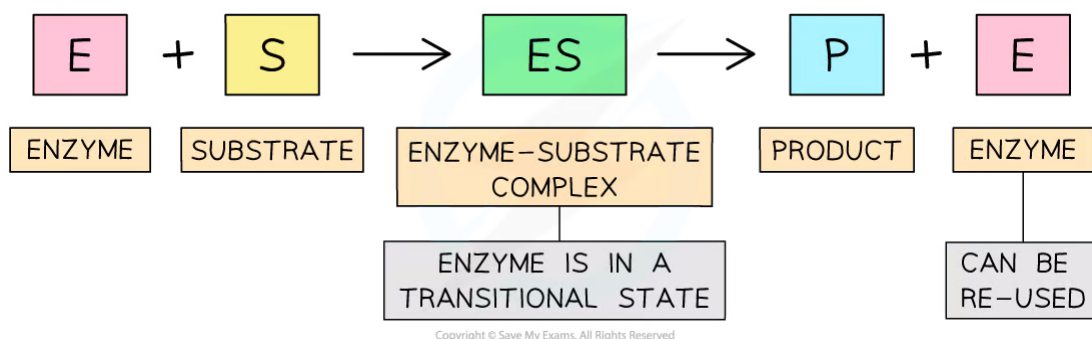 E + S → ES → P + E
ENZYME SUBSTRATE ENZYME-SUBSTRATE COMPLEX PRODUCT ENZYME
ENZYME IS IN A TRANSITIONAL STATE
CAN BE RE-USED
Copyright © Save My Exams. All Rights Reserved